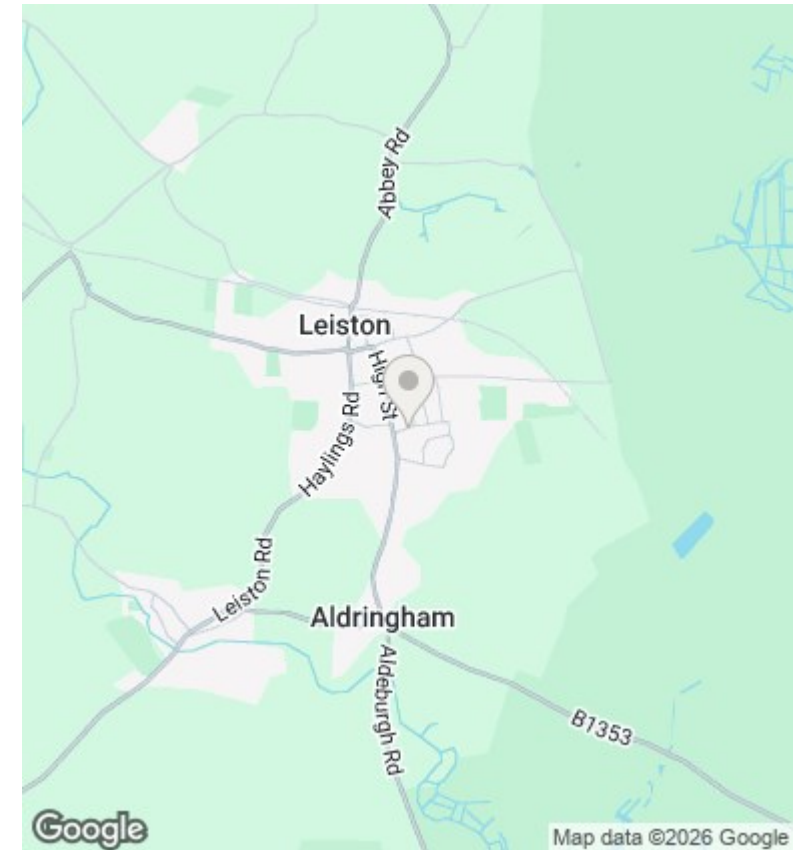 Abbey Rd
Leiston
High St
Haylings Rd
Leiston Rd
Aldringham
Aldeburgh Rd
B1353
Google
Map data ©2026 Google